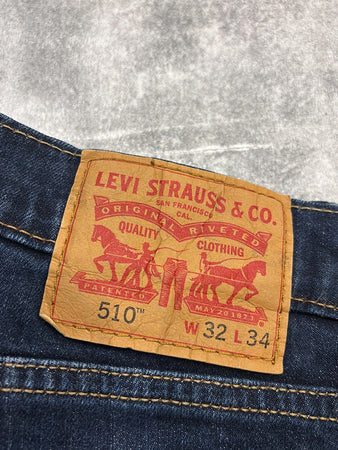 LEVI STRAUSS & CO.
SAN FRANCISCO
CAL.
ORIGINAL RIVETED
QUALITY CLOTHING
PATENTED MAY 20 1873
510™ W 32 L 34